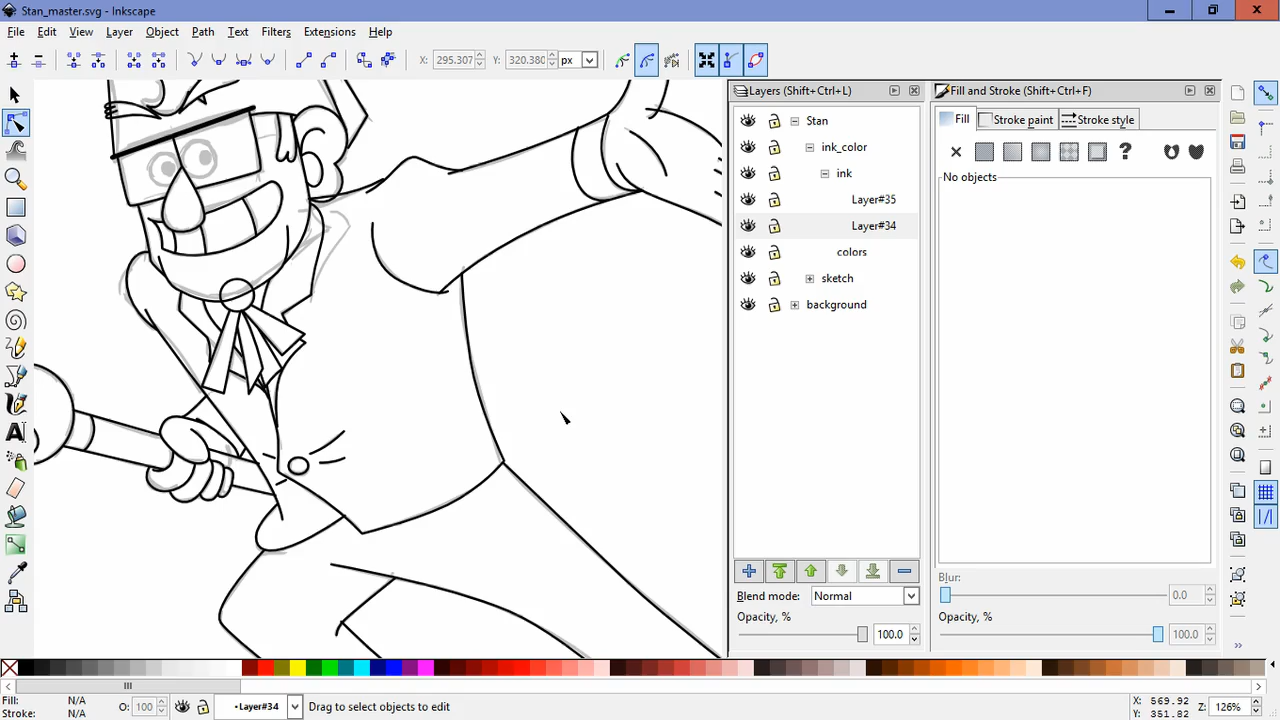 Stan_master.svg - Inkscape
File Edit View Layer Object Path Text Filters Extensions Help
X: 295.307 Y: 320.380 px
Layers (Shift+Ctrl+L)
Fill and Stroke (Shift+Ctrl+F)
Stan
ink_color
ink
Layer#35
Layer#34
colors
sketch
background
Fill Stroke paint Stroke style
?
No objects
Blend mode: Normal
Opacity, % 100.0
Blur: 0.0
Opacity, % 100.0
Fill: N/A
Stroke: N/A
O: 100
•Layer#34
Drag to select objects to edit
X: 569.92
Y: 351.82
Z: 126%